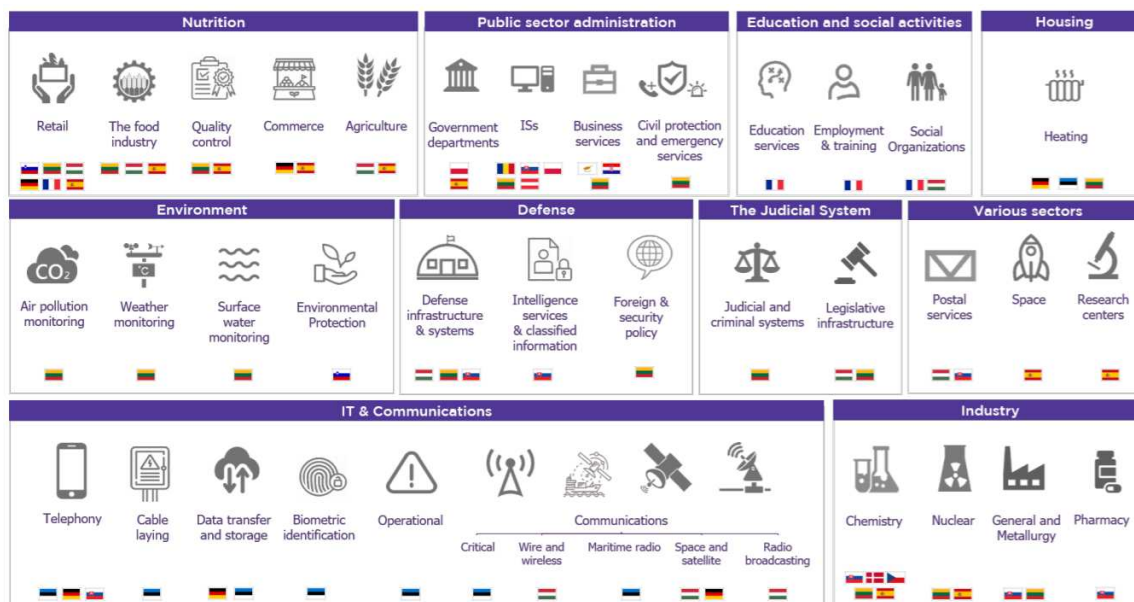 Nutrition
Public sector administration
Education and social activities
Housing
Retail
The food
industry
Quality
control
Commerce
Agriculture
Government
departments
ISs
Business
services
Civil protection
and emergency
services
Education
services
Employment
& training
Social
Organizations
Heating
Environment
Defense
The Judicial System
Various sectors
CO2
°C
Air pollution
monitoring
Weather
monitoring
Surface
water
monitoring
Environmental
Protection
Defense
infrastructure
& systems
Intelligence
services
& classified
information
Foreign &
security
policy
Judicial and
criminal systems
Legislative
infrastructure
Postal
services
Space
Research
centers
IT & Communications
Industry
Telephony
Cable
laying
Data transfer
and storage
Biometric
identification
Operational
Communications
Critical
Wire and
wireless
Maritime radio
Space and
satellite
Radio
broadcasting
Chemistry
Nuclear
General and
Metallurgy
Pharmacy